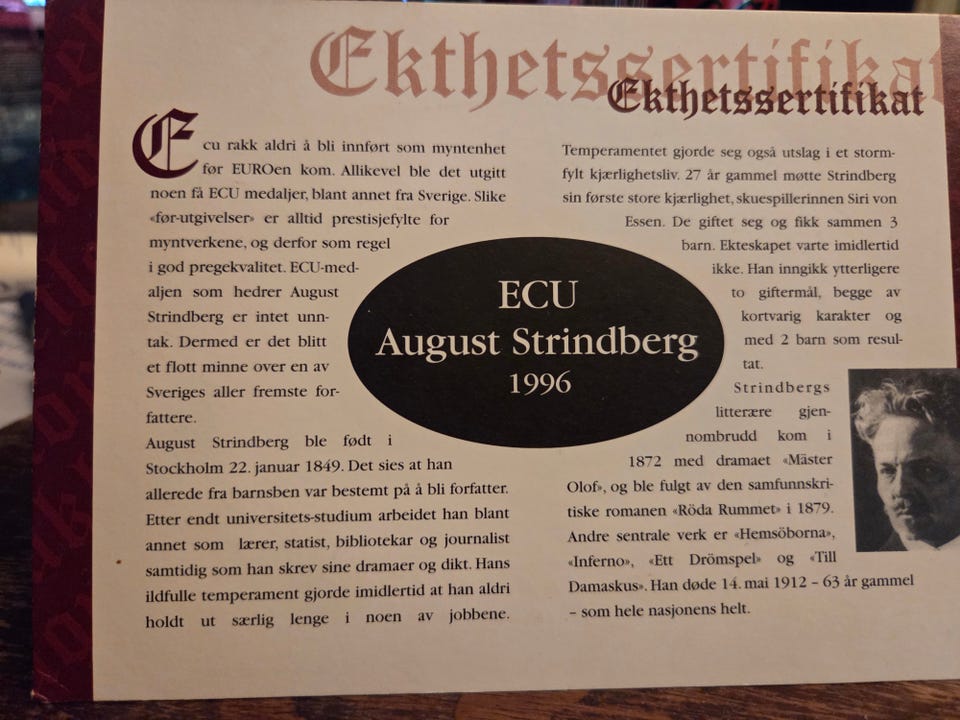 Ekthetssertifikat
Ekthetssertifikat
Ecu rakk aldri å bli innført som myntenhet
før EUROen kom. Allikevel ble det utgitt
noen få ECU medaljer, blant annet fra Sverige. Slike
«før-utgivelser» er alltid prestisjefylte for
myntverkene, og derfor som regel
i god pregekvalitet. ECU-med-
aljen som hedrer August
Strindberg er intet unn-
tak. Dermed er det blitt
et flott minne over en av
Sveriges aller fremste for-
fattere.
August Strindberg ble født i
Stockholm 22. januar 1849. Det sies at han
allerede fra barnsben var bestemt på å bli forfatter.
Etter endt universitets-studium arbeidet han blant
annet som lærer, statist, bibliotekar og journalist
samtidig som han skrev sine dramaer og dikt. Hans
ildfulle temperament gjorde imidlertid at han aldri
holdt ut særlig lenge i noen av jobbene.
ECU
August Strindberg
1996
Temperamentet gjorde seg også utslag i et storm-
fylt kjærlighetsliv. 27 år gammel møtte Strindberg
sin første store kjærlighet, skuespillerinnen Siri von
Essen. De giftet seg og fikk sammen 3
barn. Ekteskapet varte imidlertid
ikke. Han inngikk ytterligere
to giftermål, begge av
kortvarig karakter og
med 2 barn som resul-
tat.
Strindbergs
litterære gjen-
nombrudd kom i
1872 med dramaet «Mäster
Olof», og ble fulgt av den samfunnskri-
tiske romanen «Röda Rummet» i 1879.
Andre sentrale verk er «Hemsöborna»,
«Inferno», «Ett Drömspel» og «Till
Damaskus». Han døde 14. mai 1912 – 63 år gammel
– som hele nasjonens helt.